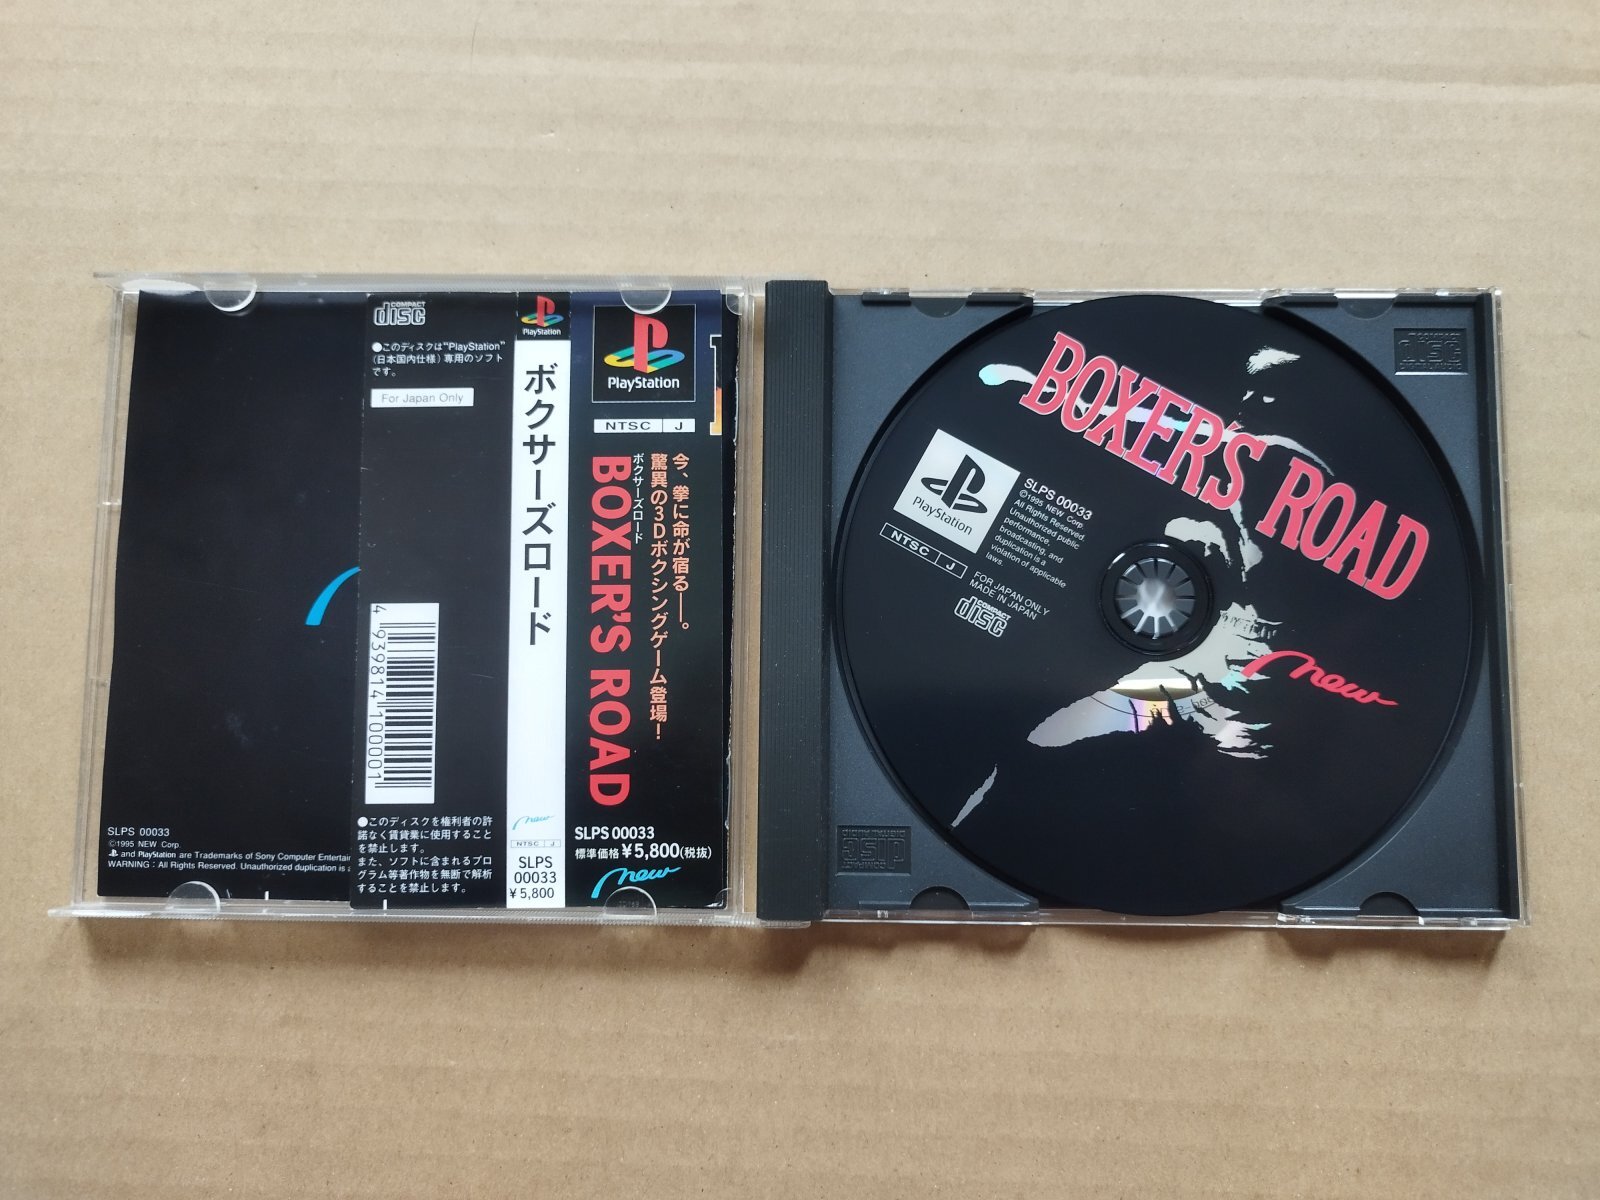 SLPS 00033
©1995 NEW Corp.
and PlayStation are Trademarks of Sony Computer
WARNING : All Rights Reserved. Unauthorized duplication is a
COMPACT
disc
●このディスクは"PlayStation"
(日本国内仕様) 専用のソフト
です。
For Japan Only
4 939814 100001
●このディスクを権利者の許
諾なく賃貸業に使用すること
を禁止します。
また、ソフトに含まれるプロ
グラム等著作物を無断で解析
することを禁止します。
PlayStation
ボクサーズロード
new
NTSC J
SLPS
00033
¥5,800
PlayStation
NTSC J
今、拳に命が宿る──。
驚異の3Dボクシングゲーム登場!
ボクサーズロード
BOXER'S ROAD
SLPS 00033
標準価格 ¥5,800(税抜)
new
BOXER'S ROAD
PlayStation
NTSC J
SLPS 00033
©1995 NEW Corp.
All Rights Reserved.
Unauthorized public
performance,
broadcasting, and
duplication is a
violation of applicable
laws.
FOR JAPAN ONLY
MADE IN JAPAN
COMPACT
disc
new